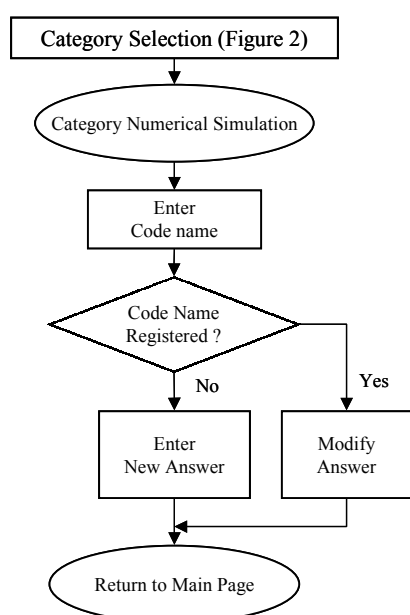 Category Selection (Figure 2)
Category Numerical Simulation
Enter
Code name
Code Name
Registered ?
No
Yes
Enter
New Answer
Modify
Answer
Return to Main Page